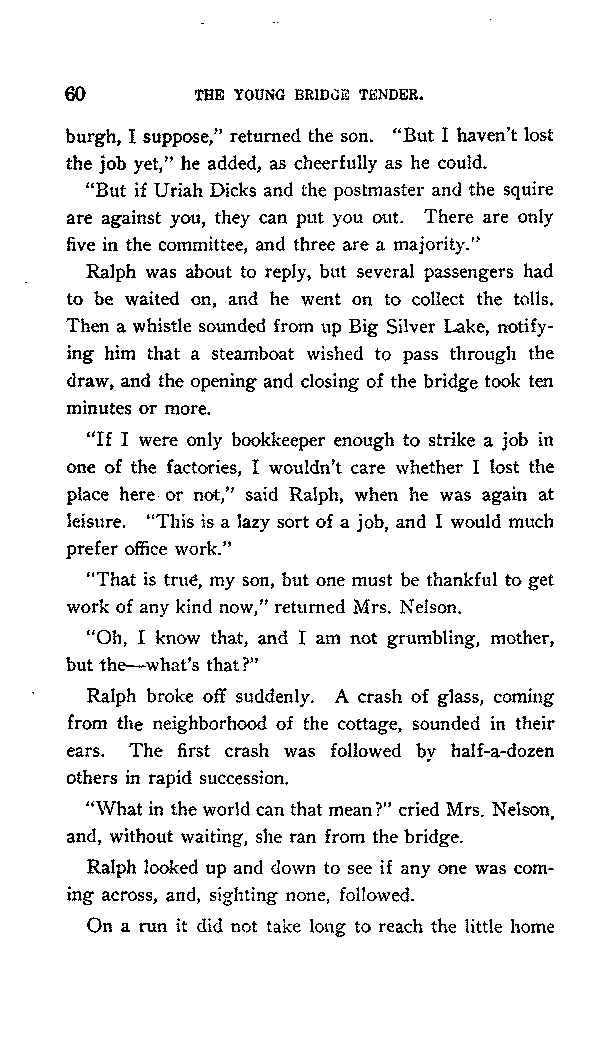 60 THE YOUNG BRIDGE TENDER.
burgh, I suppose,” returned the son. “But I haven’t lost
the job yet,” he added, as cheerfully as he could.
“But if Uriah Dicks and the postmaster and the squire
are against you, they can put you out. There are only
five in the committee, and three are a majority.”
Ralph was about to reply, but several passengers had
to be waited on, and he went on to collect the tolls.
Then a whistle sounded from up Big Silver Lake, notify-
ing him that a steamboat wished to pass through the
draw, and the opening and closing of the bridge took ten
minutes or more.
“If I were only bookkeeper enough to strike a job in
one of the factories, I wouldn’t care whether I lost the
place here or not,” said Ralph, when he was again at
leisure. “This is a lazy sort of a job, and I would much
prefer office work.”
“That is true, my son, but one must be thankful to get
work of any kind now,” returned Mrs. Nelson.
“Oh, I know that, and I am not grumbling, mother,
but the—what’s that?”
Ralph broke off suddenly. A crash of glass, coming
from the neighborhood of the cottage, sounded in their
ears. The first crash was followed by half-a-dozen
others in rapid succession.
“What in the world can that mean?” cried Mrs. Nelson,
and, without waiting, she ran from the bridge.
Ralph looked up and down to see if any one was com-
ing across, and, sighting none, followed.
On a run it did not take long to reach the little home